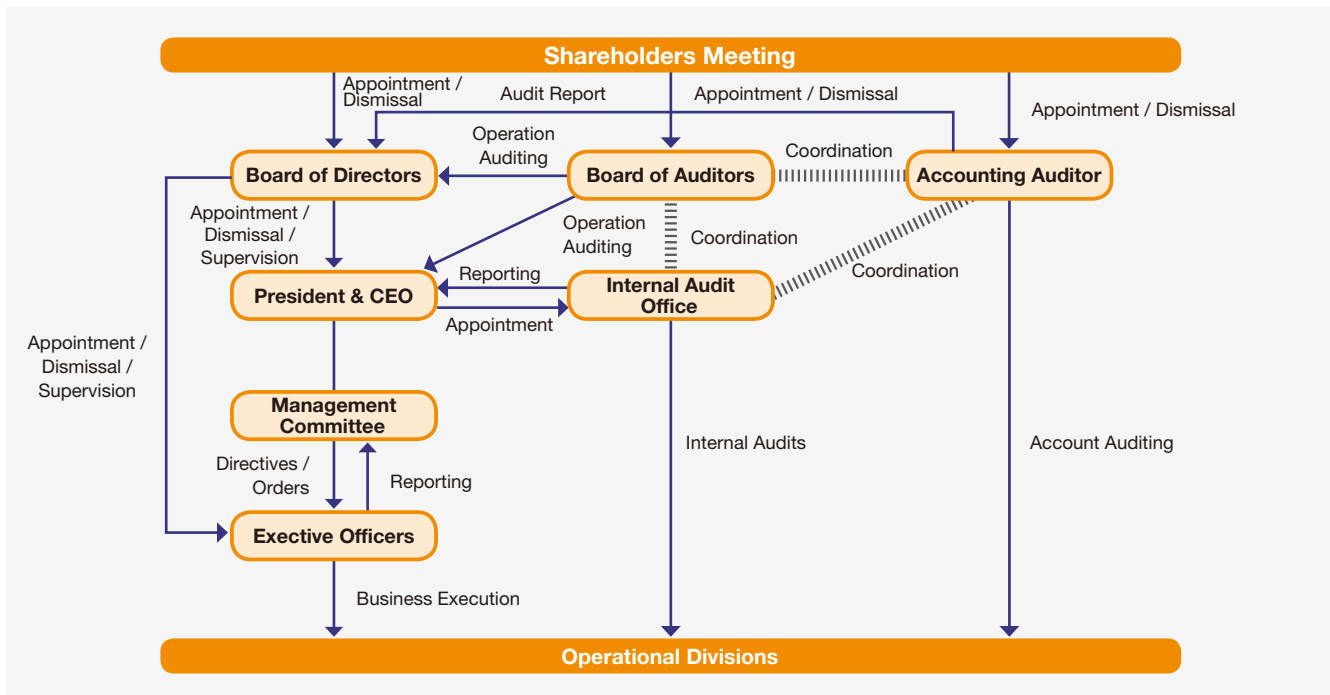 Shareholders Meeting
Appointment /
Dismissal
Audit Report
Appointment / Dismissal
Appointment / Dismissal
Operation
Auditing
Coordination
Board of Directors
Board of Auditors
Accounting Auditor
Appointment /
Dismissal /
Supervision
Operation
Auditing
Coordination
Coordination
Reporting
President & CEO
Internal Audit
Office
Appointment
Appointment /
Dismissal /
Supervision
Management
Committee
Internal Audits
Account Auditing
Directives /
Orders
Reporting
Exective Officers
Business Execution
Operational Divisions